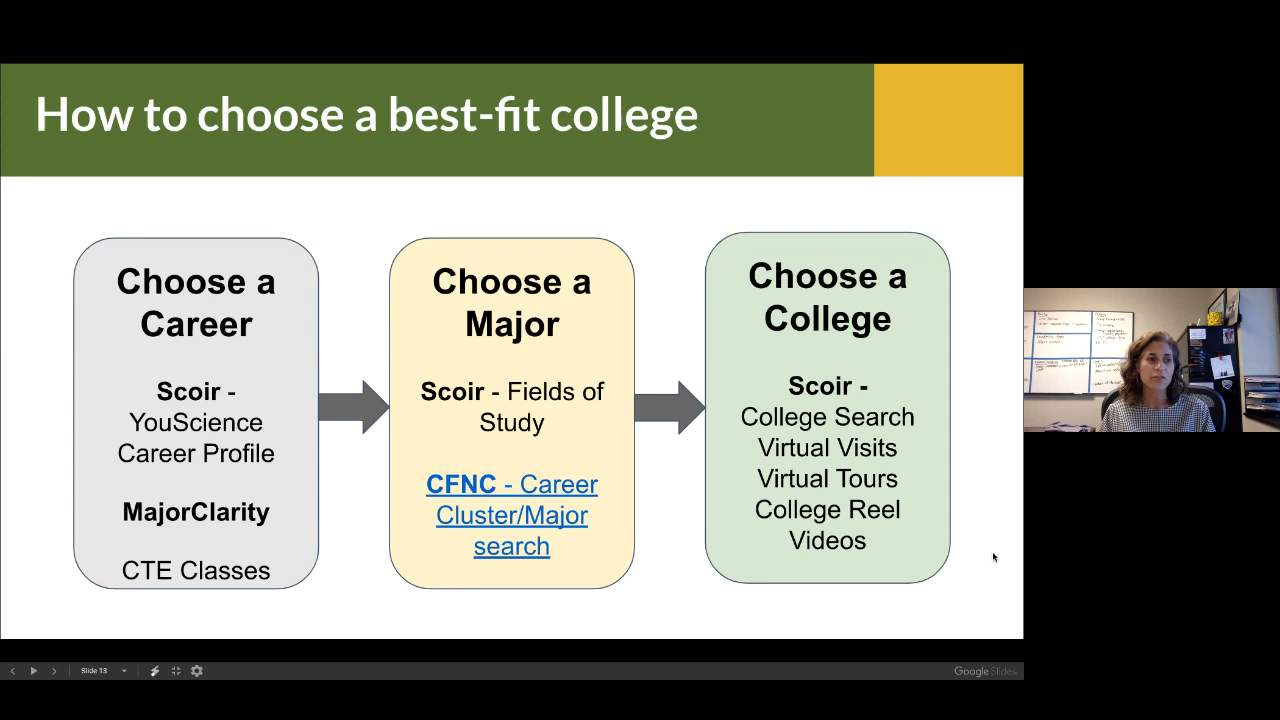 How to choose a best-fit college
Choose a
Career
Scoir -
YouScience
Career Profile
MajorClarity
CTE Classes
Choose a
Major
Scoir - Fields of
Study
CFNC - Career
Cluster/Major
search
Choose a
College
Scoir -
College Search
Virtual Visits
Virtual Tours
College Reel
Videos
Slide 13
Google Slides